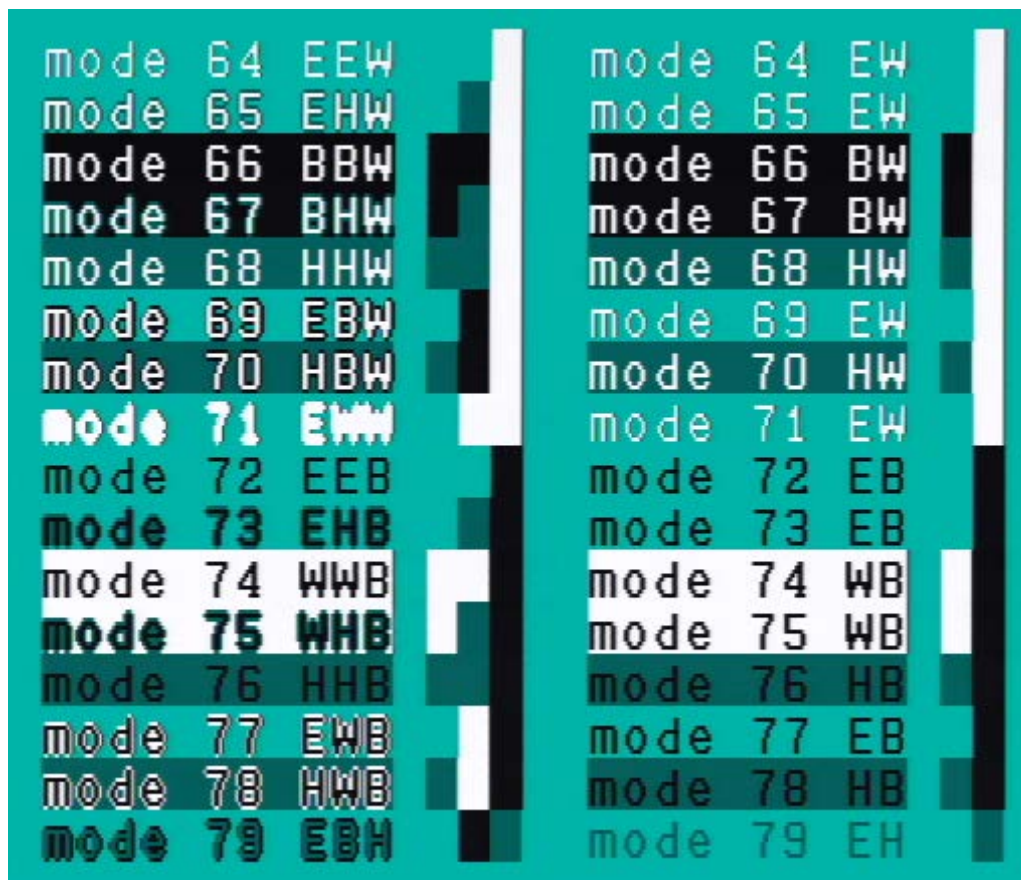 mode 64 EEW
mode 65 EHW
mode 66 BBW
mode 67 BHW
mode 68 HHW
mode 69 EBW
mode 70 HBW
mode 71 EWW
mode 72 EEB
mode 73 EHB
mode 74 WWB
mode 75 WHB
mode 76 HHB
mode 77 EWB
mode 78 HWB
mode 79 EBH
mode 64 EW
mode 65 EW
mode 66 BW
mode 67 BW
mode 68 HW
mode 69 EW
mode 70 HW
mode 71 EW
mode 72 EB
mode 73 EB
mode 74 WB
mode 75 WB
mode 76 HB
mode 77 EB
mode 78 HB
mode 79 EH